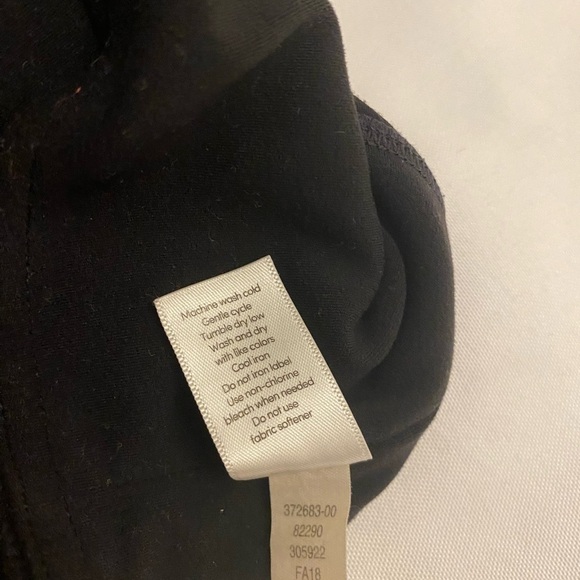 Machine wash cold
Gentle cycle
Tumble dry low
Wash and dry
with like colors
Cool iron
Do not iron label
Use non-chlorine
bleach when needed
Do not use
fabric softener
372683-00
82290
305922
FA18